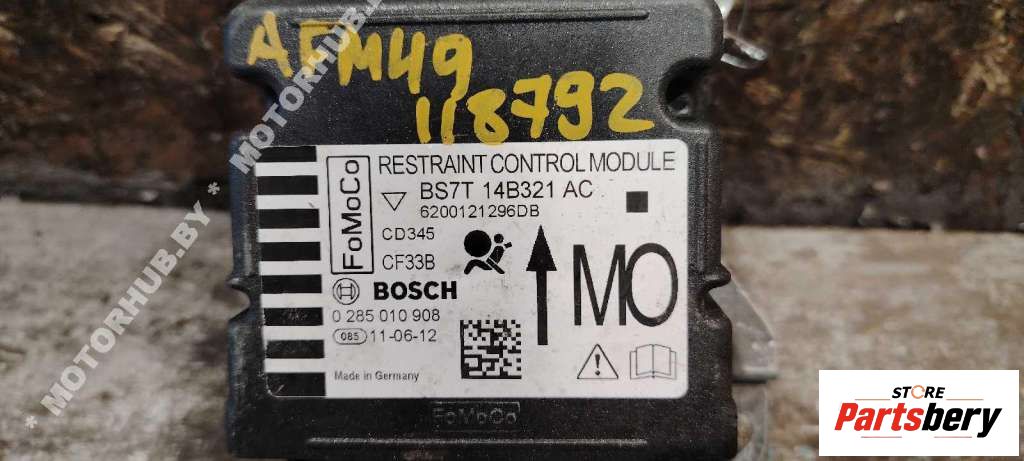 AFM49
118792
RESTRAINT CONTROL MODULE
BS7T 14B321 AC
6200121296DB
FoMoCo
CD345
CF33B
MO
BOSCH
0 285 010 908
085 11-06-12
Made in Germany
FoMoCo
* MOTORHUB.BY * MOTORHUB.BY *
STORE
Partsbery